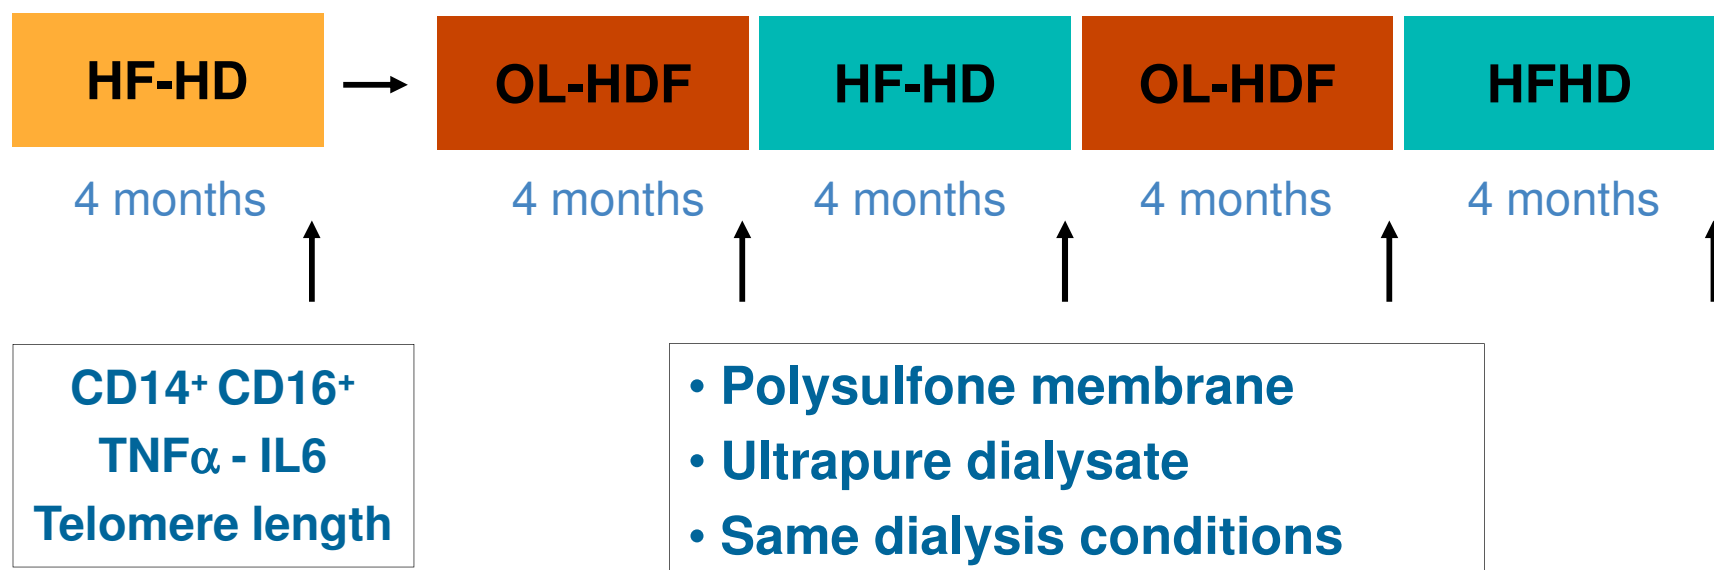 HF-HD
OL-HDF
HF-HD
OL-HDF
HFHD
4 months
4 months
4 months
4 months
4 months
CD14⁺ CD16⁺
TNFα - IL6
Telomere length
• Polysulfone membrane
• Ultrapure dialysate
• Same dialysis conditions